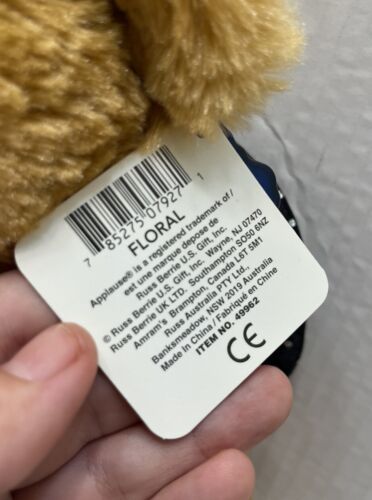 7 85275 07927 1
FLORAL
Applause® is a registered trademark of /
est une marque depose de
Russ Berrie U.S. Gift, Inc.
© Russ Berrie U.S. Gift, Inc. Wayne, NJ 07470
Russ Berrie UK LTD. Southampton SO50 6NZ
Amram's Brampton, Canada L6T 5M1
Russ Australia PTY Ltd.,
Banksmeadow, NSW 2019 Australia
Made in China / Fabriqué en Chine
ITEM NO. 49962
CE